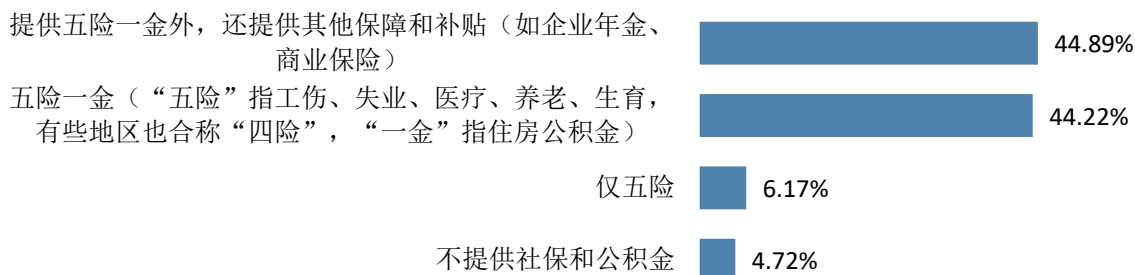 提供五险一金外，还提供其他保障和补贴（如企业年金、
商业保险）
44.89%
五险一金（“五险”指工伤、失业、医疗、养老、生育，
有些地区也合称“四险”，“一金”指住房公积金）
44.22%
仅五险
6.17%
不提供社保和公积金
4.72%